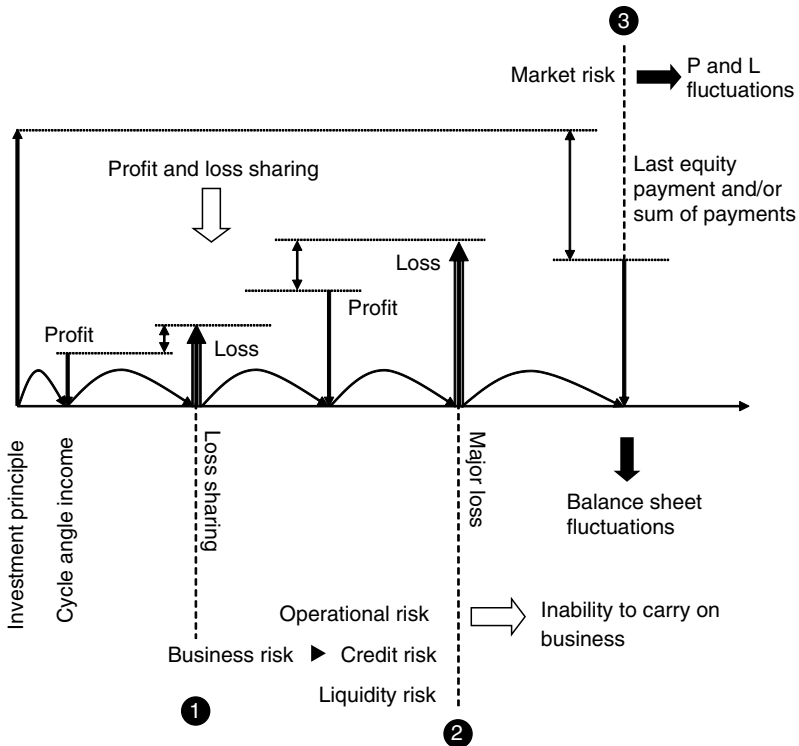 3
Market risk
P and L
fluctuations
Profit and loss sharing
Last equity
payment and/or
sum of payments
Loss
Profit
Profit
Loss
Investment principle
Cycle angle income
Loss sharing
Major loss
Balance sheet
fluctuations
Operational risk
Inability to carry on
business
Business risk
Credit risk
Liquidity risk
1
2